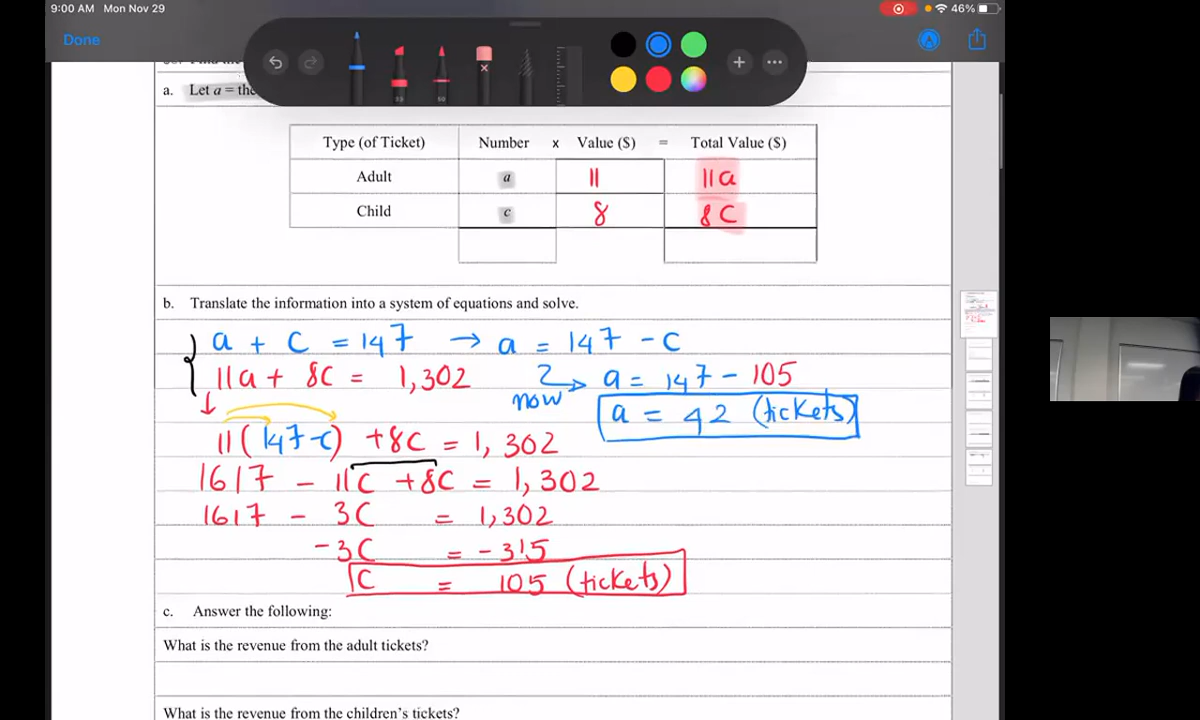 9:00 AM Mon Nov 29
46%
Done
a. Let a = the
Type (of Ticket) Number x Value ($) = Total Value ($)
Adult a 11 11a
Child c 8 8C
b. Translate the information into a system of equations and solve.
a + c = 147 → a = 147 - c
11a + 8C = 1,302
now a = 147 - 105
a = 42 (tickets)
11(147-c) + 8C = 1,302
1617 - 11C + 8C = 1,302
1617 - 3C = 1,302
-3C = -315
C = 105 (tickets)
c. Answer the following:
What is the revenue from the adult tickets?
What is the revenue from the children's tickets?